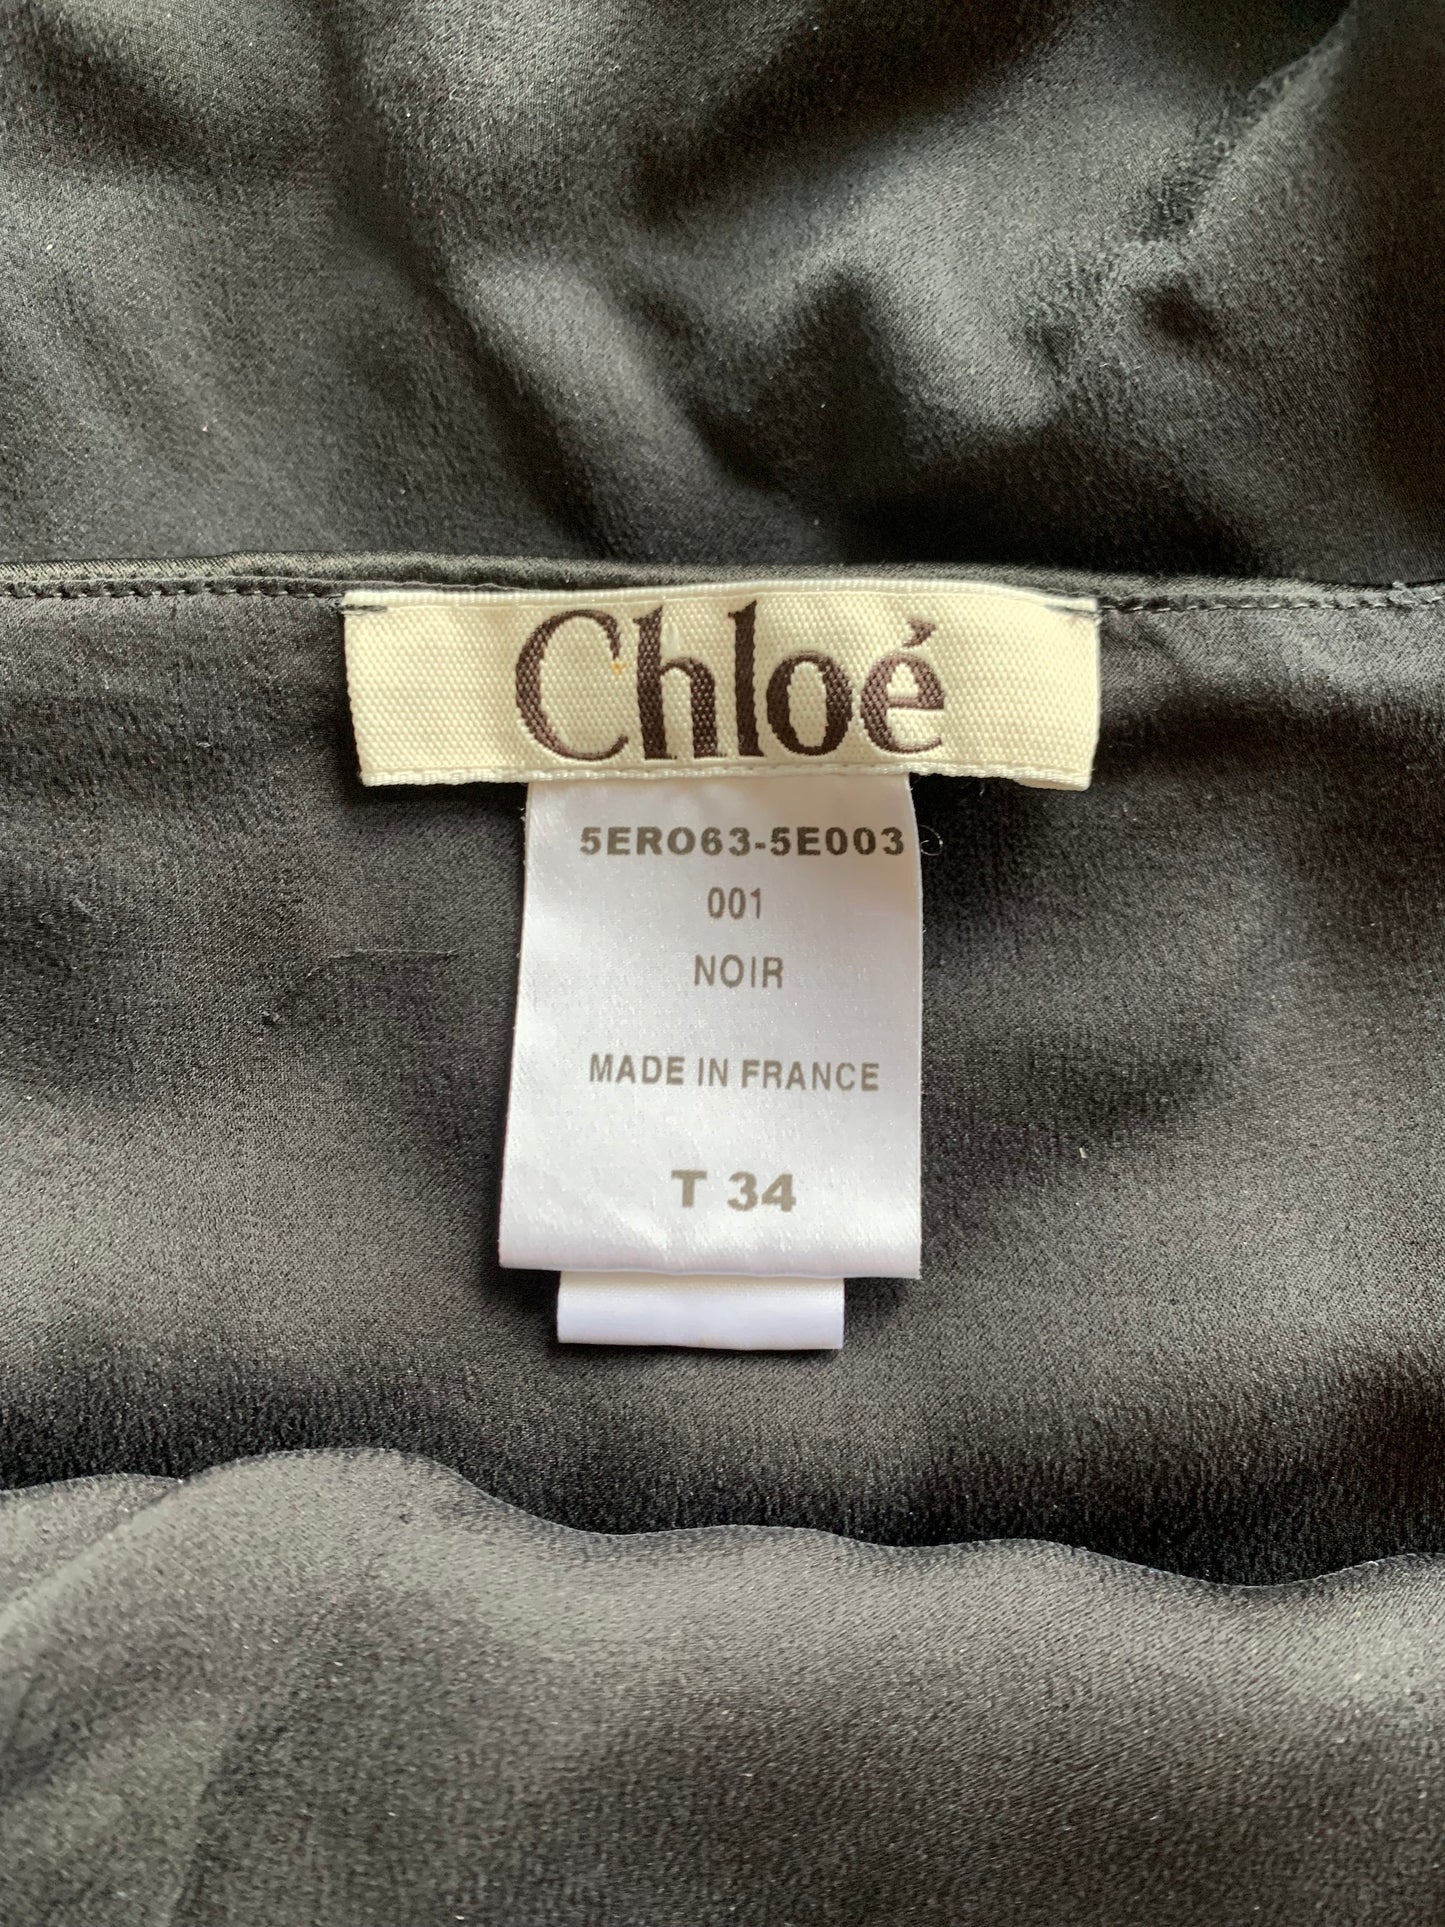 Chloé
5ERO63-5E003
001
NOIR
MADE IN FRANCE
T 34